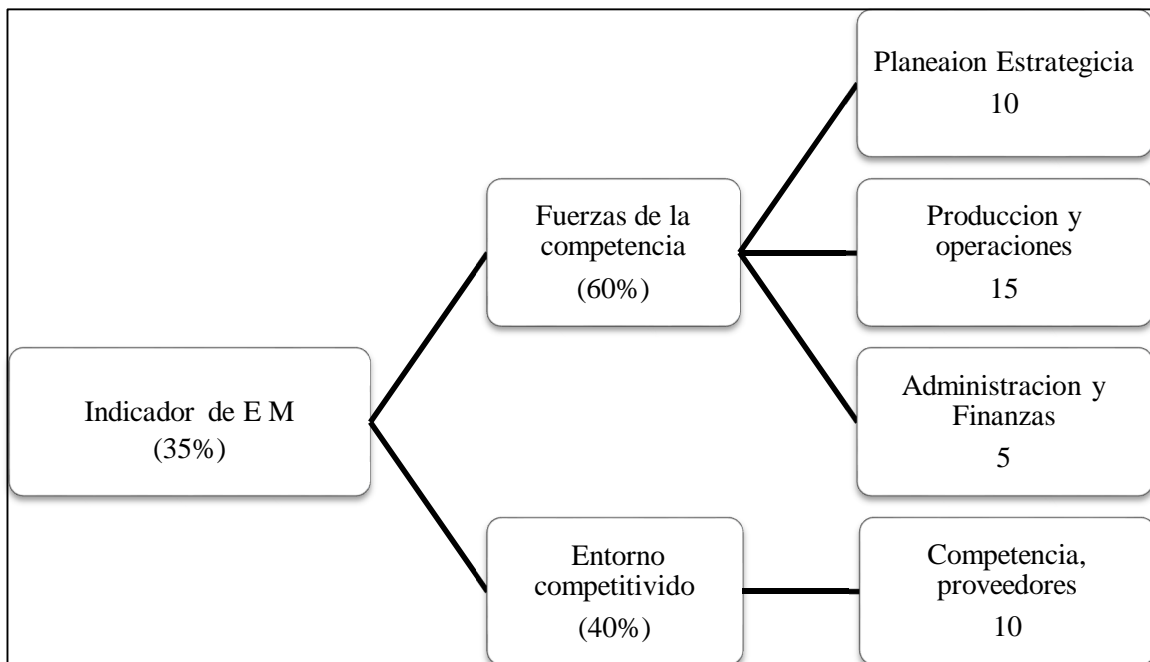 Indicador de E M
(35%)
Fuerzas de la
competencia
(60%)
Planeaion Estrategicia
10
Produccion y
operaciones
15
Administracion y
Finanzas
5
Entorno
competitivido
(40%)
Competencia,
proveedores
10